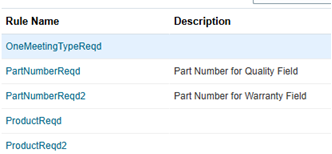 Rule Name Description
OneMeetingTypeReqd
PartNumberReqd Part Number for Quality Field
PartNumberReqd2 Part Number for Warranty Field
ProductReqd
ProductReqd2